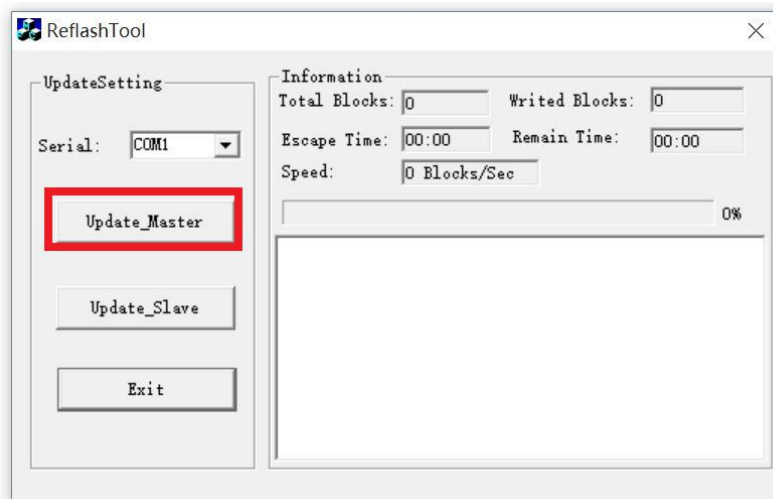 ReflashTool
UpdateSetting
Serial: COM1
Update_Master
Update_Slave
Exit
Information
Total Blocks: 0 Writed Blocks: 0
Escape Time: 00:00 Remain Time: 00:00
Speed: 0 Blocks/Sec
0%